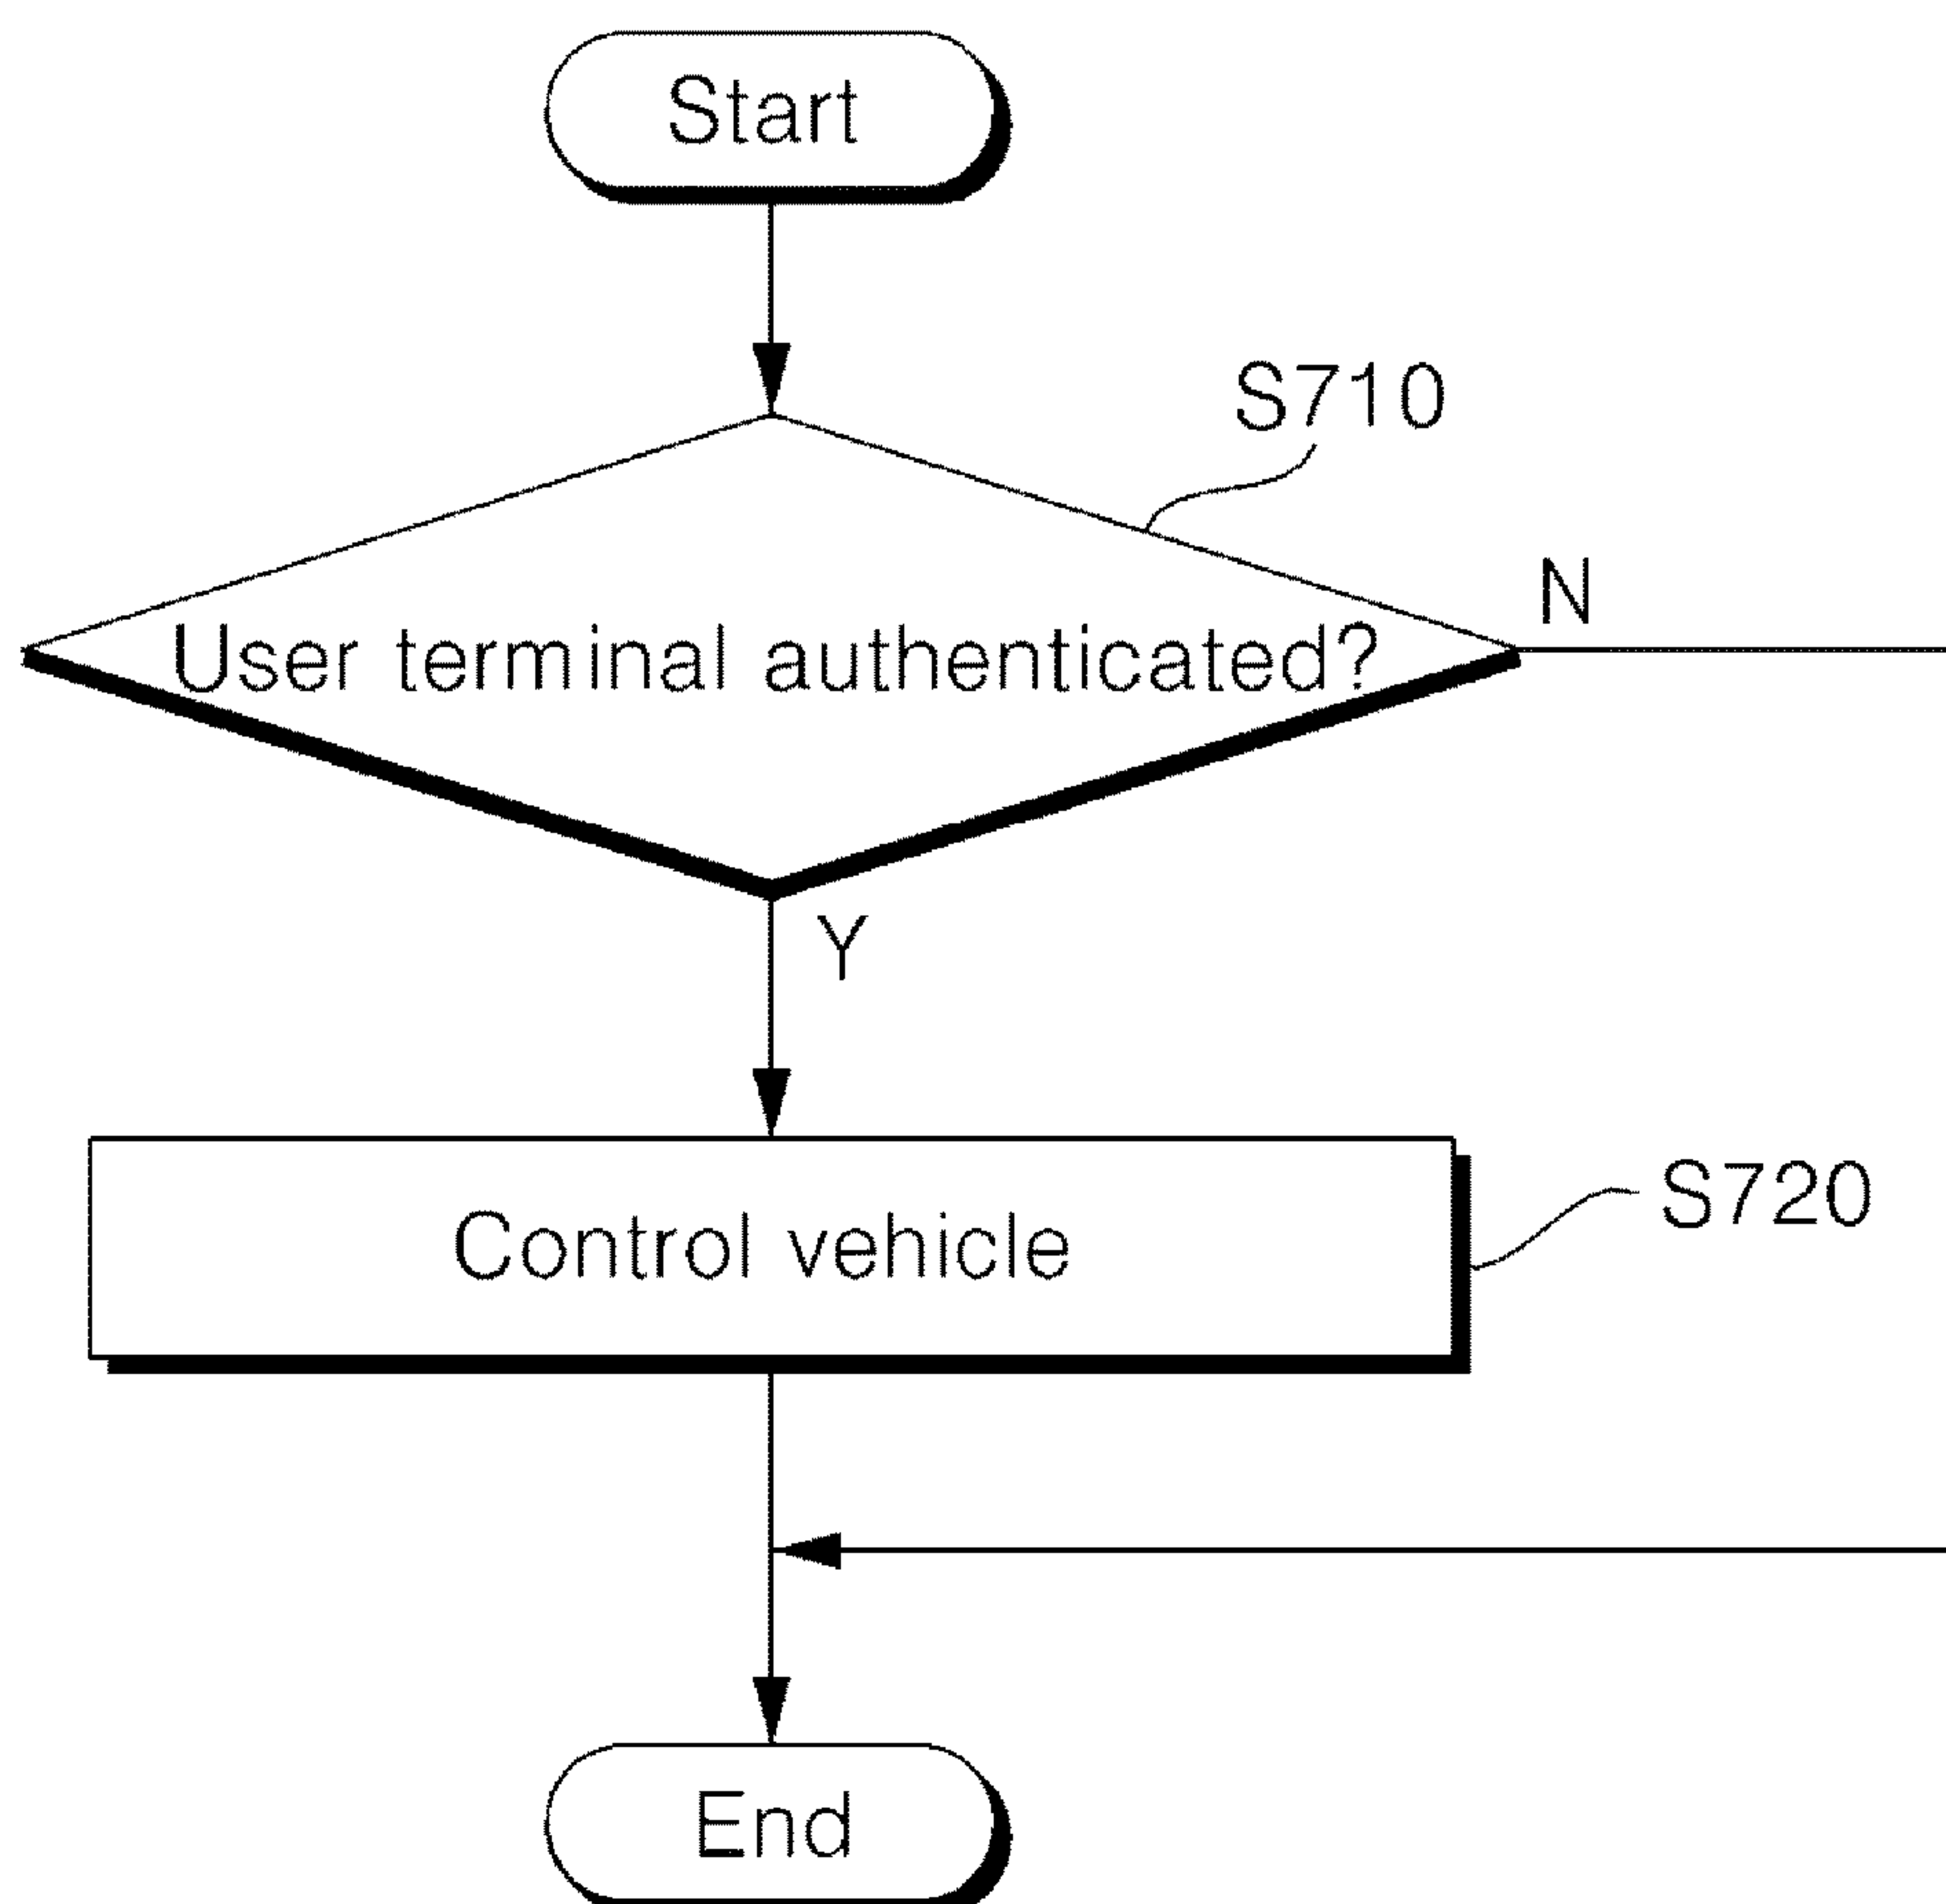 Start
S710
N
User terminal authenticated?
Y
S720
Control vehicle
End